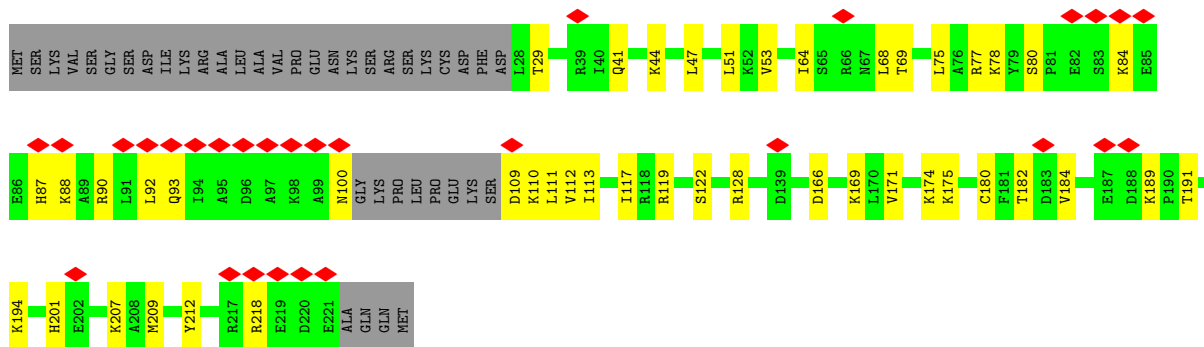 MET SER LYS VAL SER GLY SER ASP ILE LYS ARG ALA LEU ALA VAL PRO GLU ASN LYS SER ARG SER LYS CYS ASP PHE ASP L28 T29 R39 I40 Q41 K44 L47 L51 K52 V53 I64 S65 R66 N67 L68 T69 L75 A76 R77 K78 Y79 S80 P81 E82 S83 K84 E85
E86 H87 K88 A89 R90 L91 L92 Q93 I94 A95 D96 A97 K98 A99 N100 GLY LYS PRO LEU PRO GLU LYS SER D109 K110 L111 V112 I113 I117 R118 R119 S122 R128 D139 D166 K169 L170 V171 K174 K175 C180 F181 T182 D183 V184 E187 D188 K189 P190 T191
K194 H201 E202 K207 A208 M209 Y212 R217 R218 E219 D220 E221 ALA GLN GLN MET